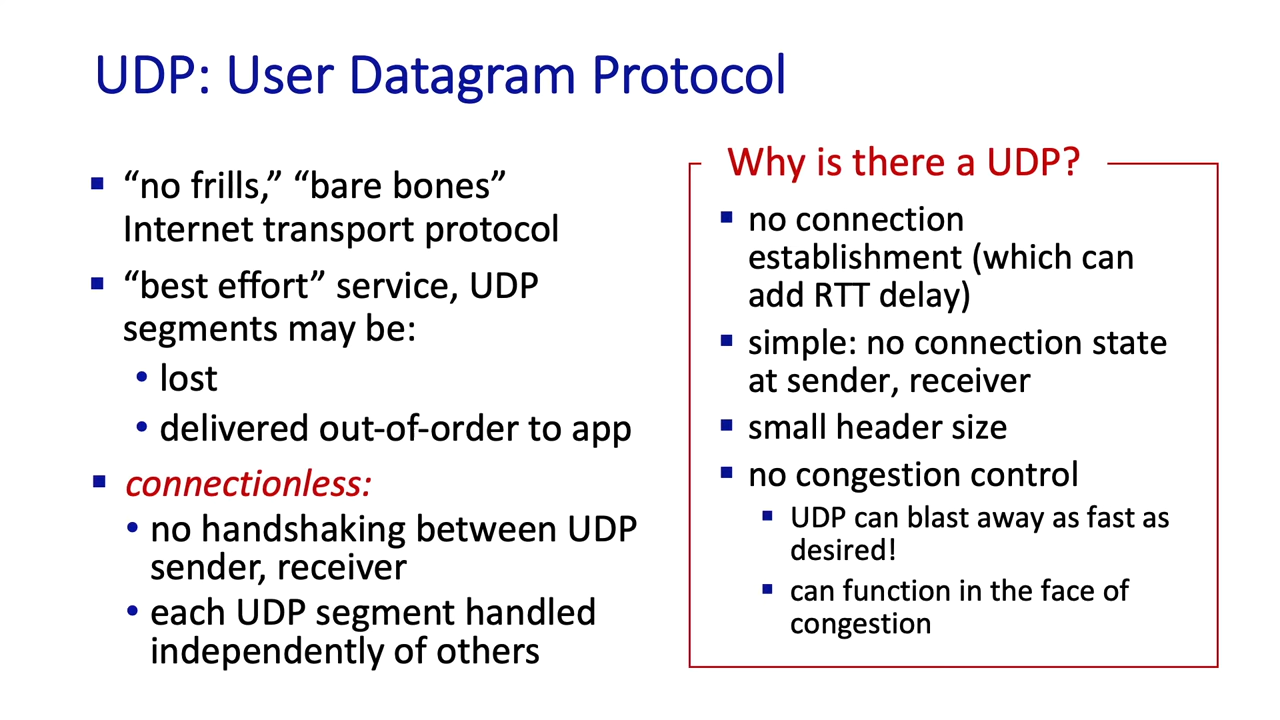 UDP: User Datagram Protocol
“no frills,” “bare bones”
Internet transport protocol
“best effort” service, UDP
segments may be:
lost
delivered out-of-order to app
connectionless:
no handshaking between UDP
sender, receiver
each UDP segment handled
independently of others
Why is there a UDP?
no connection
establishment (which can
add RTT delay)
simple: no connection state
at sender, receiver
small header size
no congestion control
UDP can blast away as fast as
desired!
can function in the face of
congestion